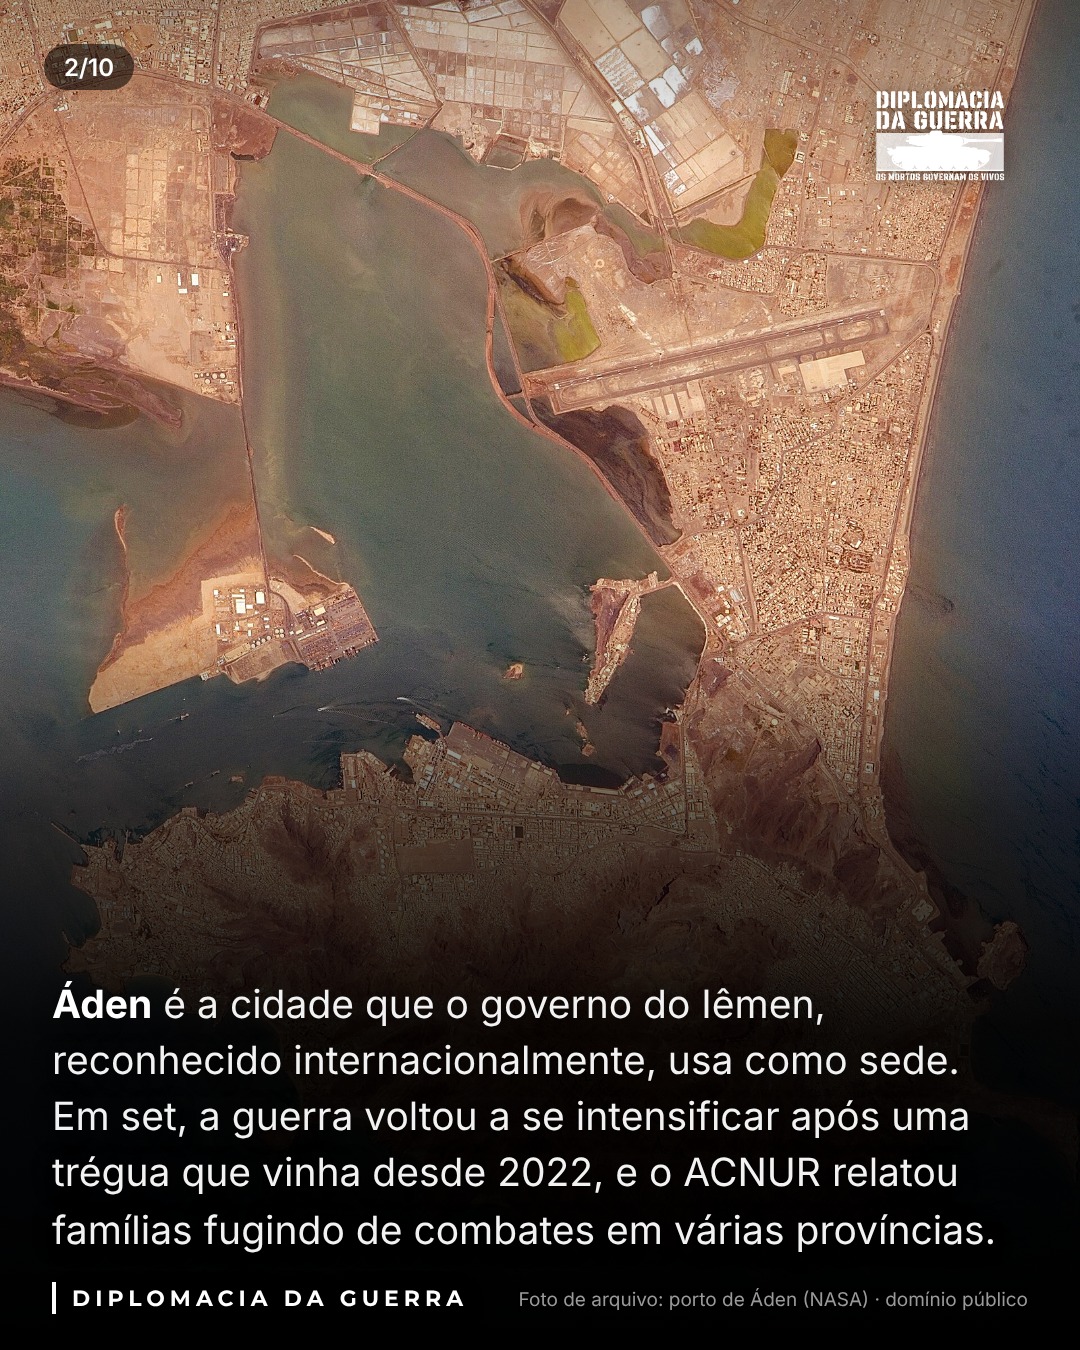 2/10
DIPLOMACIA
DA GUERRA
OS MORTOS GOVERNAM OS VIVOS
Áden é a cidade que o governo do Iêmen,
reconhecido internacionalmente, usa como sede.
Em set, a guerra voltou a se intensificar após uma
trégua que vinha desde 2022, e o ACNUR relatou
famílias fugindo de combates em várias províncias.
DIPLOMACIA DA GUERRA
Foto de arquivo: porto de Áden (NASA) · domínio público